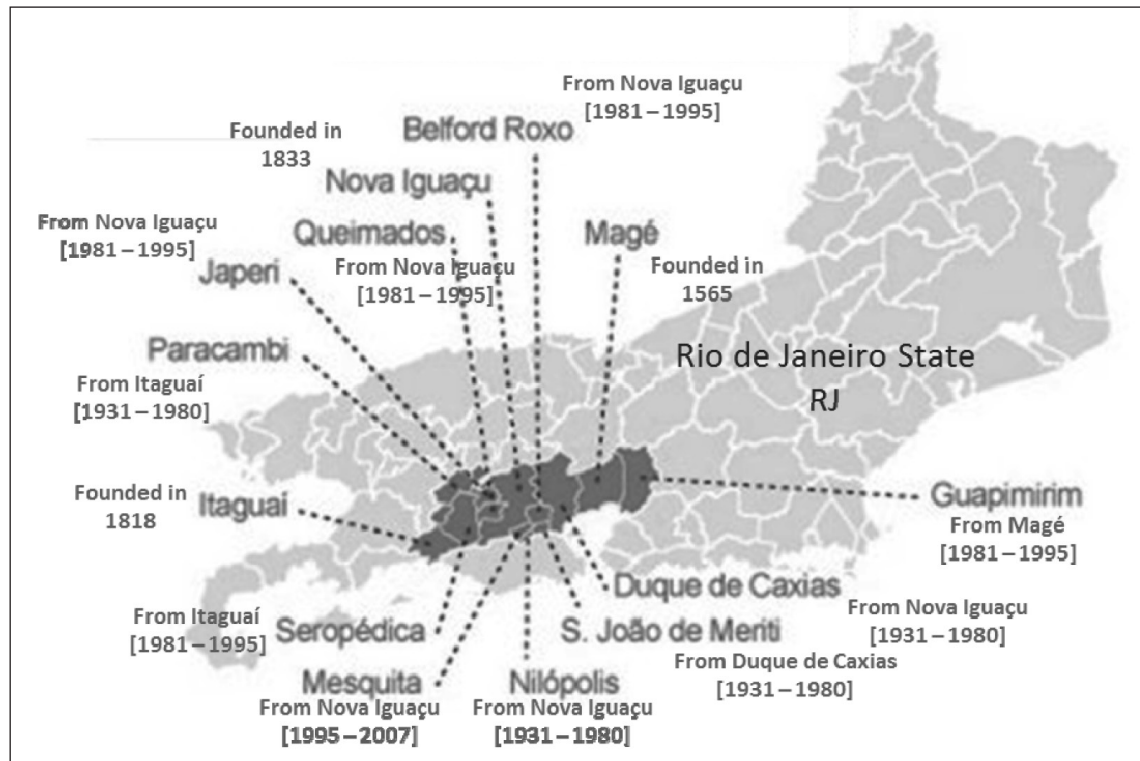 From Nova Iguaçu
[1981–1995]
Belford Roxo
Founded in
1833
Nova Iguaçu
From Nova Iguaçu
[1981–1995]
Queimados
Magé
Japeri
From Nova Iguaçu
[1981–1995]
Founded in
1565
Paracambi
Rio de Janeiro State
RJ
From Itaguaí
[1931–1980]
Founded in
1818
Itaguaí
Guapimirim
From Magé
[1981–1995]
Duque de Caxias
From Nova Iguaçu
[1931–1980]
From Itaguaí
[1981–1995]
Seropédica
S. João de Meriti
From Duque de Caxias
[1931–1980]
Mesquita
From Nova Iguaçu
[1995–2007]
Nilópolis
From Nova Iguaçu
[1931–1980]